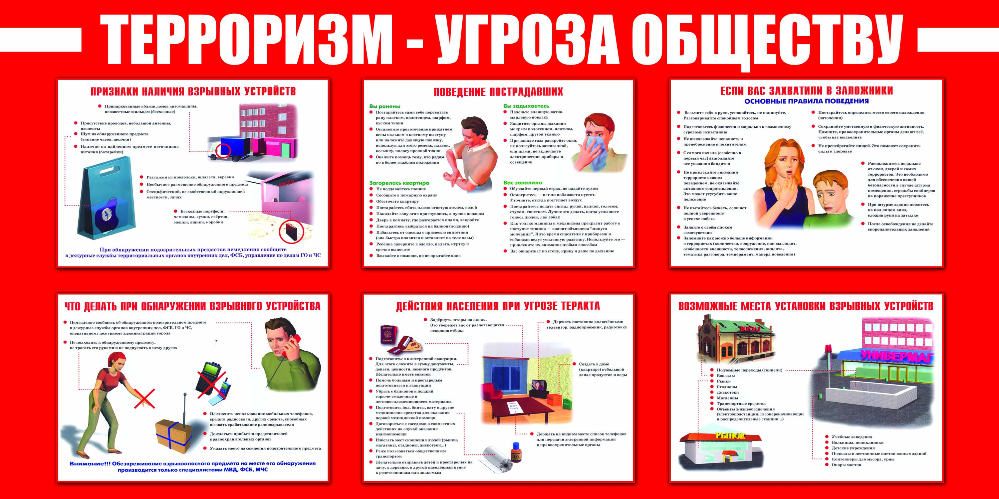 ТЕРРОРИЗМ - УГРОЗА ОБЩЕСТВУ
ПРИЗНАКИ НАЛИЧИЯ ВЗРЫВНЫХ УСТРОЙСТВ
Припаркованные вблизи домов автомашины,
неизвестные жильцам (бесхозные)
Присутствие проводов, небольшой антенны,
изоленты
Шум из обнаруженного предмета
(тикание часов, щелчки)
Наличие на найденном предмете источников
питания (батарейки)
Растяжки из проволоки, шпагата, верёвки
Необычное размещение обнаруженного предмета
Специфический, не свойственный окружающей
местности, запах
КАССА
Бесхозные портфели,
чемоданы, сумки, свёртки,
мешки, ящики, коробки
При обнаружении подозрительных предметов немедленно сообщите
в дежурные службы территориальных органов внутренних дел, ФСБ, управление по делам ГО и ЧС
ПОВЕДЕНИЕ ПОСТРАДАВШИХ
Вы ранены
Постарайтесь сами себе перевязать
рану платком, полотенцем, шарфом,
куском ткани
Остановите кровотечение прижатием
вены пальцем к костному выступу
или наложите давящую повязку,
используя для этого ремень, платок,
косынку, полосу прочной ткани
Окажите помощь тому, кто рядом,
но в более тяжёлом положении
Вы задыхаетесь
Наденьте влажную ватно-
марлевую повязку
Защитите органы дыхания
мокрым полотенцем, платком,
шарфом, другой тканью
При запахе газа раскройте окна,
не пользуйтесь зажигалкой,
спичками, не включайте
электрические приборы и
освещение
Загорелась квартира
Не поддавайтесь панике
Сообщите в пожарную охрану
Обесточьте квартиру
Постарайтесь сбить пламя огнетушителем, водой
Покидайте зону огня пригнувшись, а лучше ползком
Дверь в комнату, где разгорается пламя, закройте
Постарайтесь выбраться на балкон (лоджию)
Избавьтесь от одежды с примесью синтетики
(она быстро плавится и оставляет на теле язвы)
Ребёнка заверните в одеяло, пальто, куртку и
срочно выносите
Взывайте о помощи, но не прыгайте вниз
Вас завалило
Обуздайте первый страх, не падайте духом
Осмотритесь — нет ли поблизости пустот.
Уточните, откуда поступает воздух
Постарайтесь подать сигнал рукой, палкой, голосом,
стуком, свистком. Лучше это делать, когда услышите
голоса людей, лай собак
Как только машины и механизмы прекратят работу и
наступит тишина — значит объявлена “минута
молчания”. В это время спасатели с приборами и
собаками ведут усиленную разведку. Используйте это —
привлеките их внимание любым способом
Вас обнаружат по стону, крику и даже по дыханию
ЕСЛИ ВАС ЗАХВАТИЛИ В ЗАЛОЖНИКИ
ОСНОВНЫЕ ПРАВИЛА ПОВЕДЕНИЯ
Возьмите себя в руки, успокойтесь, не паникуйте.
Разговаривайте спокойным голосом
Подготовьтесь физически и морально к возможному
суровому испытанию
Не выказывайте ненависть и
пренебрежение к похитителям
С самого начала (особенно в
первый час) выполняйте
все указания бандитов
Не привлекайте внимания
террористов своим
поведением, не оказывайте
активного сопротивления.
Это может усугубить ваше
положение
Не пытайтесь бежать, если нет
полной уверенности
в успехе побега
Заявите о своём плохом
самочувствии
Запомните как можно больше информации
о террористах (количество, вооружение, как выглядят,
особенности внешности, телосложения, акцента,
тематика разговора, темперамент, манера поведения)
Постарайтесь определить место своего нахождения
(заточения)
Сохраняйте умственную и физическую активность.
Помните, правоохранительные органы делают всё,
чтобы вас вызволить
Не пренебрегайте пищей. Это поможет сохранить
силы и здоровье
Расположитесь подальше
от окон, дверей и самих
террористов. Это необходимо
для обеспечения вашей
безопасности в случае штурма
помещения, стрельбы снайперов
на поражение преступников
При штурме здания ложитесь
на пол лицом вниз,
сложив руки на затылке
После освобождения не делайте
скоропалительных заявлений
ЧТО ДЕЛАТЬ ПРИ ОБНАРУЖЕНИИ ВЗРЫВНОГО УСТРОЙСТВА
Немедленно сообщить об обнаруженном подозрительном предмете
в дежурные службы органов внутренних дел, ФСБ, ГО и ЧС,
оперативному дежурному администрации города
Не подходить к обнаруженному предмету,
не трогать его руками и не подпускать к нему других
Исключить использование мобильных телефонов,
средств радиосвязи, других средств, способных
вызвать срабатывание радиовзрывателя
Дождаться прибытия представителей
правоохранительных органов
Указать место нахождения подозрительного предмета
Внимание!!! Обезвреживание взрывоопасного предмета на месте его обнаружения
производится только специалистами МВД, ФСБ, МЧС
ДЕЙСТВИЯ НАСЕЛЕНИЯ ПРИ УГРОЗЕ ТЕРАКТА
Задёрнуть шторы на окнах.
Это убережёт вас от разлетающихся
осколков стёкол
Держать постоянно включёнными
телевизор, радиоприёмник, радиоточку
ПАСПОРТ
100
Подготовиться к экстренной эвакуации.
Для этого сложите в сумку документы,
деньги, ценности, немного продуктов.
Желательно иметь свисток
Помочь больным и престарелым
подготовиться к эвакуации
Убрать с балконов и лоджий
горюче-смазочные и
легковоспламеняющиеся материалы
Подготовить йод, бинты, вату и другие
медицинские средства для оказания
первой медицинской помощи
Договориться с соседями о совместных
действиях на случай оказания
взаимопомощи
Избегать мест скопления людей (рынки,
магазины, стадионы, дискотеки...)
Реже пользоваться общественным
транспортом
Желательно отправить детей и престарелых на
дачу, в деревню, в другой населённый пункт
к родственникам или знакомым
Создать в доме
(квартире) небольшой
запас продуктов и воды
Держать на видном месте список телефонов
для передачи экстренной информации
в правоохранительные органы
ЙОД
ВОЗМОЖНЫЕ МЕСТА УСТАНОВКИ ВЗРЫВНЫХ УСТРОЙСТВ
ВОКЗАЛ
М
УНИВЕРМАГ
Подземные переходы (тоннели)
Вокзалы
Рынки
Стадионы
Дискотеки
Магазины
Транспортные средства
Объекты жизнеобеспечения
(электроподстанции, газоперекачивающие
и распределительные станции...)
РЫНОК
Учебные заведения
Больницы, поликлиники
Детские учреждения
Подвалы и лестничные клетки жилых зданий
Контейнеры для мусора, урны
Опоры мостов